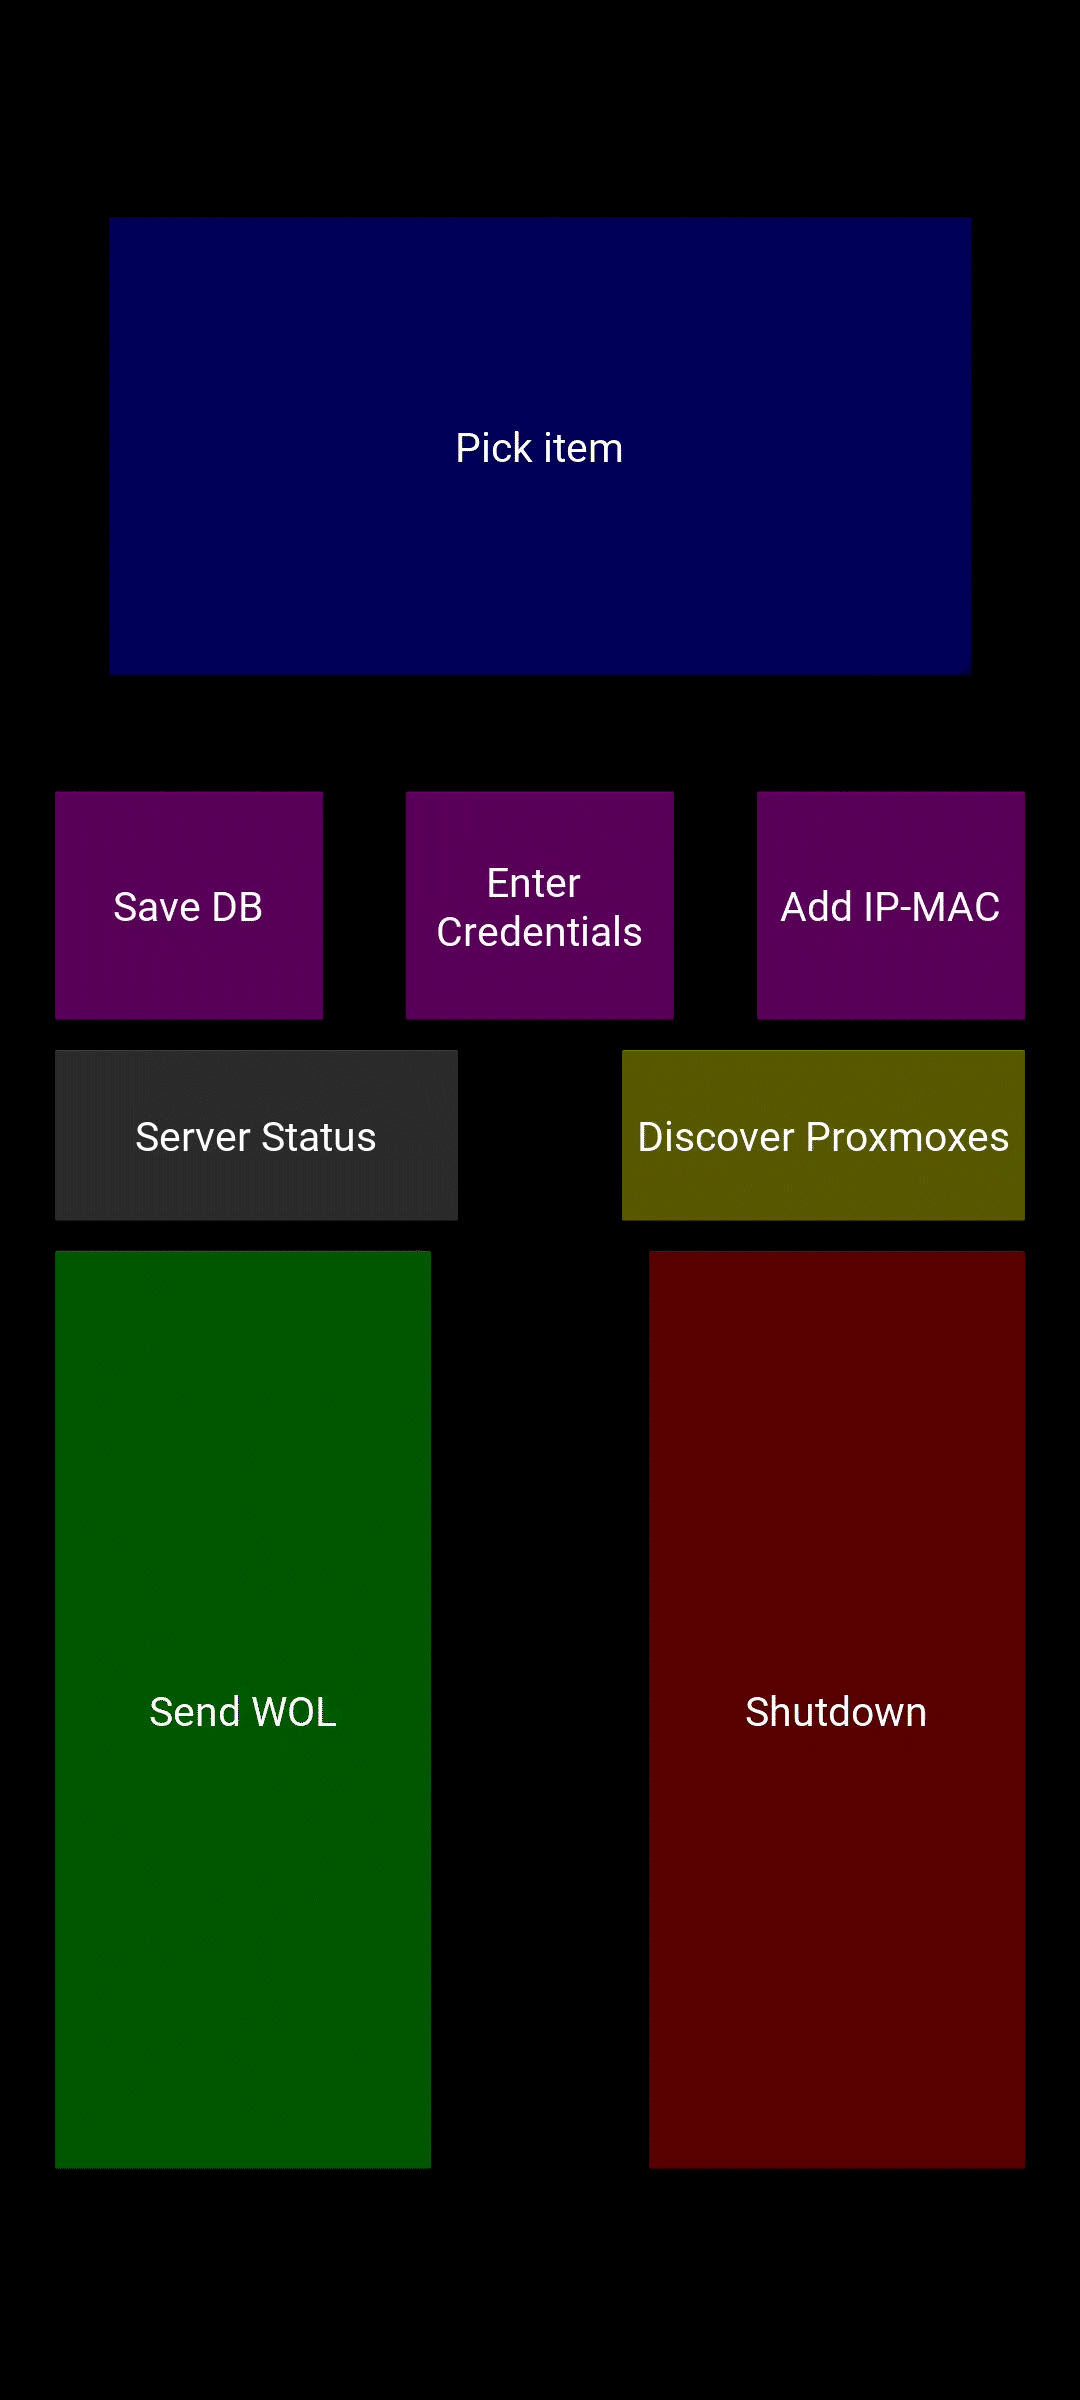 Pick item
Save DB
Enter
Credentials
Add IP-MAC
Server Status
Discover Proxmoxes
Send WOL
Shutdown